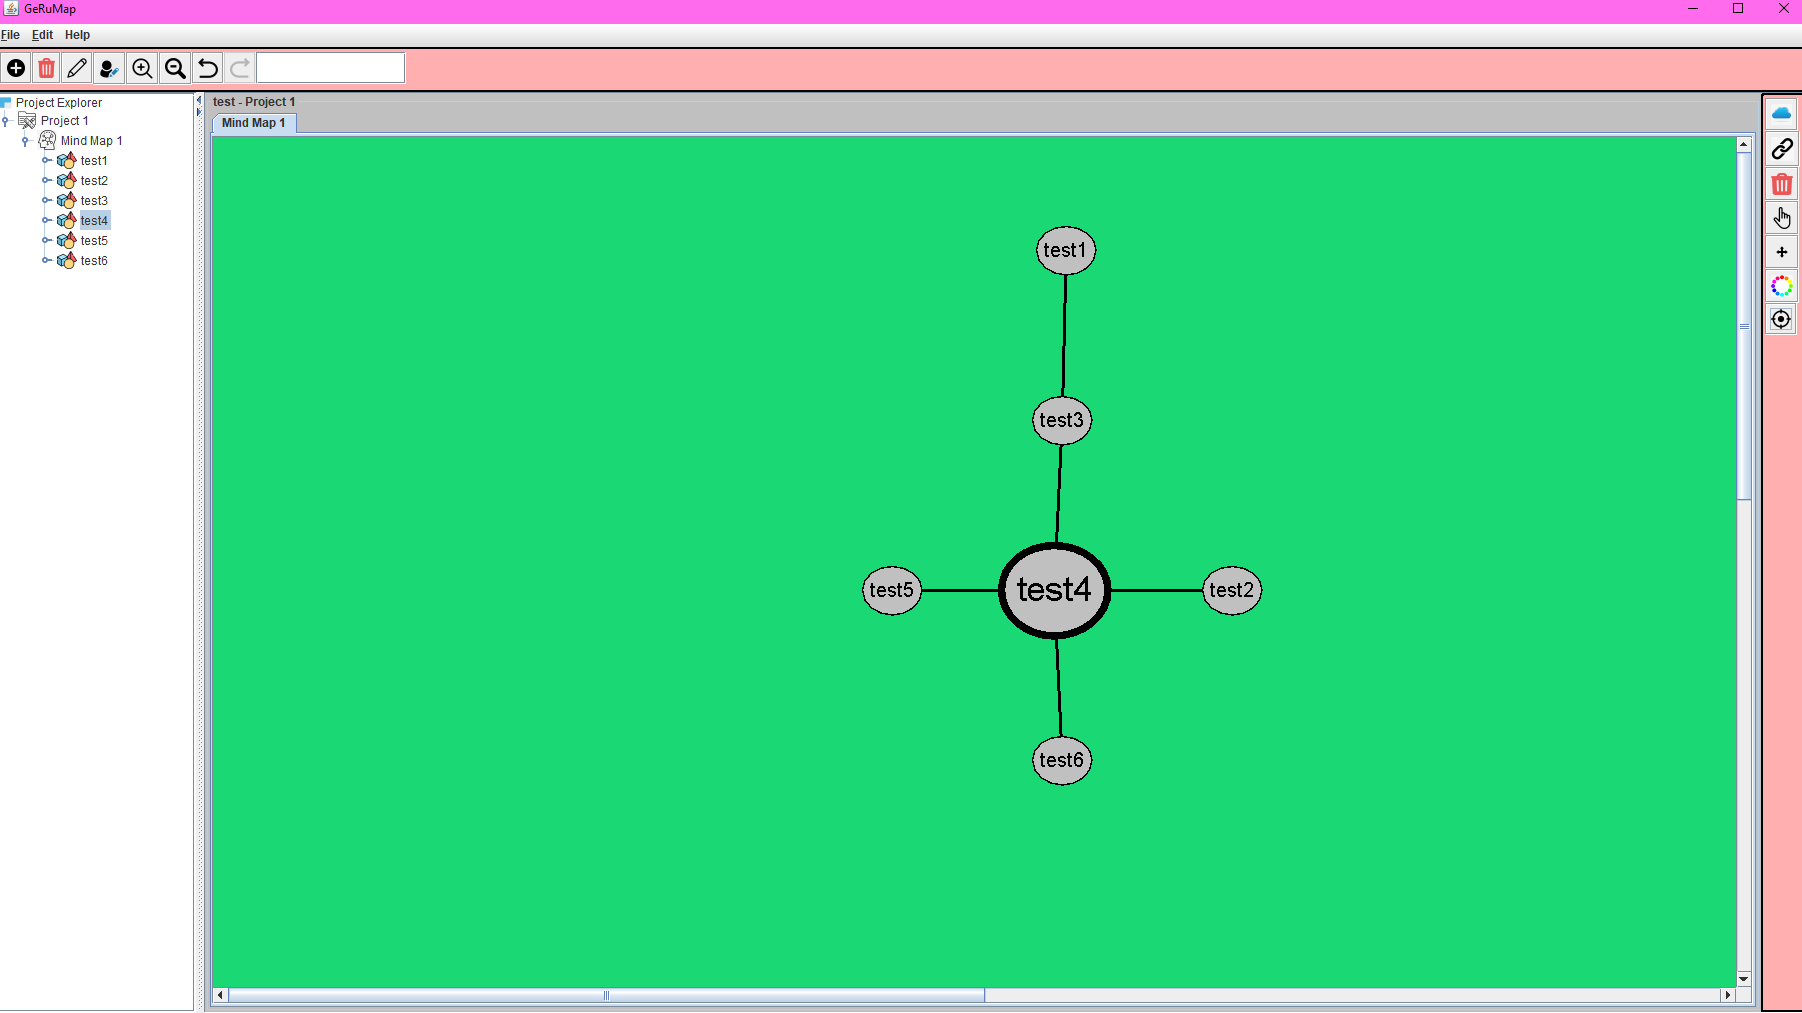 GeRuMap
File Edit Help
Project Explorer
Project 1
Mind Map 1
test1
test2
test3
test4
test5
test6
test - Project 1
Mind Map 1
test1
test3
test5 test4 test2
test6